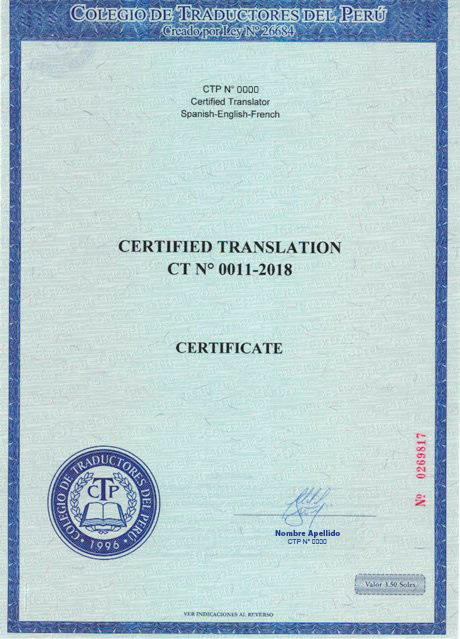 COLEGIO DE TRADUCTORES DEL PERÚ
Creado por Ley Nº 26684
CTP N° 0000
Certified Translator
Spanish-English-French
CERTIFIED TRANSLATION
CT N° 0011-2018
CERTIFICATE
COLEGIO DE TRADUCTORES DEL PERÚ
CTP
1996
Nº 0269817
Nombre Apellido
CTP N° 0000
Valor 3.50 Soles
VER INDICACIONES AL REVERSO